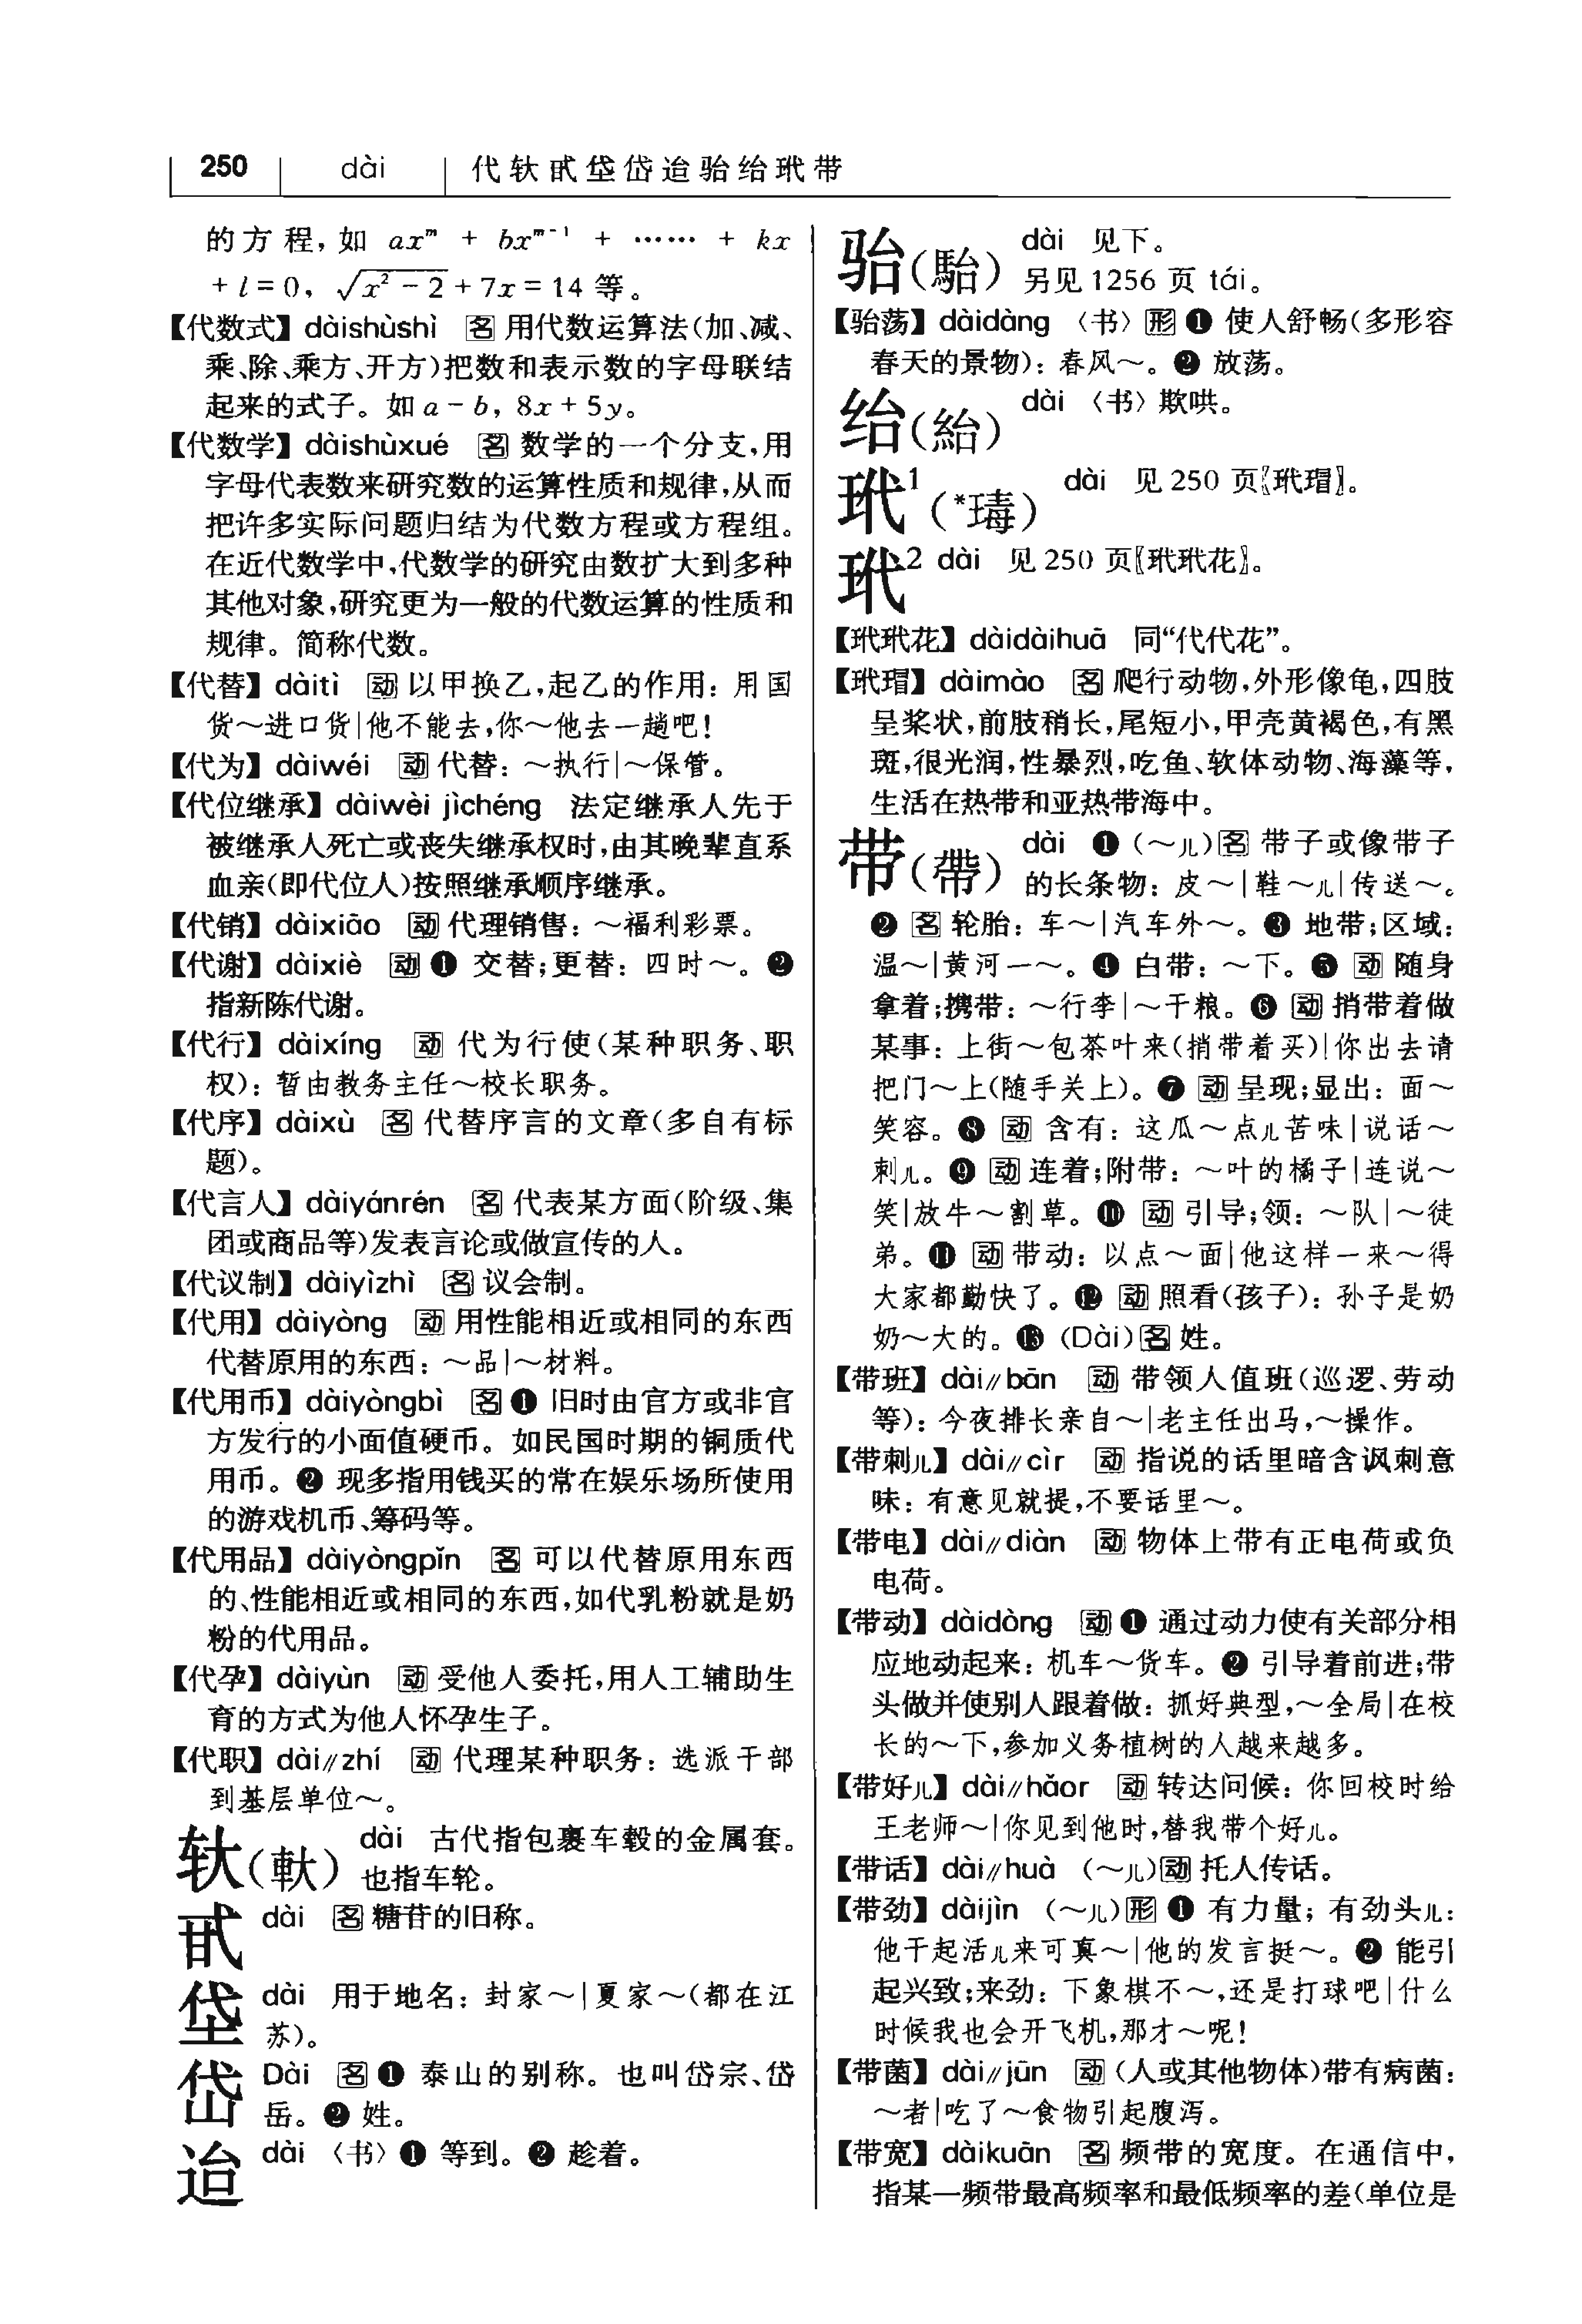 250 dài 代轪甙垈岱迨骀绐玳带
的方程,如 axᵐ + bxᵐ⁻¹ + …… + kx
+ l = 0, √(x² − 2) + 7x = 14 等。
【代数式】dàishùshì 名 用代数运算法(加、减、
乘、除、乘方、开方)把数和表示数的字母联结
起来的式子。如 a − b, 8x + 5y。
【代数学】dàishùxué 名 数学的一个分支,用
字母代表数来研究数的运算性质和规律,从而
把许多实际问题归结为代数方程或方程组。
在近代数学中,代数学的研究由数扩大到多种
其他对象,研究更为一般的代数运算的性质和
规律。简称代数。
【代替】dàitì 动 以甲换乙,起乙的作用:用国
货~进口货|他不能去,你~他去一趟吧!
【代为】dàiwéi 动 代替:~执行|~保管。
【代位继承】dàiwèi jìchéng 法定继承人先于
被继承人死亡或丧失继承权时,由其晚辈直系
血亲(即代位人)按照继承顺序继承。
【代销】dàixiāo 动 代理销售:~福利彩票。
【代谢】dàixiè 动 ❶ 交替;更替:四时~。❷
指新陈代谢。
【代行】dàixíng 动 代为行使(某种职务、职
权):暂由教务主任~校长职务。
【代序】dàixù 名 代替序言的文章(多自有标
题)。
【代言人】dàiyánrén 名 代表某方面(阶级、集
团或商品等)发表言论或做宣传的人。
【代议制】dàiyìzhì 名 议会制。
【代用】dàiyòng 动 用性能相近或相同的东西
代替原用的东西:~品|~材料。
【代用币】dàiyòngbì 名 ❶ 旧时由官方或非官
方发行的小面值硬币。如民国时期的铜质代
用币。❷ 现多指用钱买的常在娱乐场所使用
的游戏机币、筹码等。
【代用品】dàiyòngpǐn 名 可以代替原用东西
的、性能相近或相同的东西,如代乳粉就是奶
粉的代用品。
【代孕】dàiyùn 动 受他人委托,用人工辅助生
育的方式为他人怀孕生子。
【代职】dài∥zhí 动 代理某种职务:选派干部
到基层单位~。
轪(軑) dài 古代指包裹车毂的金属套。
也指车轮。
甙 dài 名 糖苷的旧称。
垈 dài 用于地名:封家~|夏家~(都在江
苏)。
岱 Dài 名 ❶ 泰山的别称。也叫岱宗、岱
岳。❷ 姓。
迨 dài 〈书〉❶ 等到。❷ 趁着。
骀(駘) dài 见下。
另见 1256 页 tái。
【骀荡】dàidàng 〈书〉形 ❶ 使人舒畅(多形容
春天的景物):春风~。❷ 放荡。
绐(紿) dài 〈书〉欺哄。
玳¹(*瑇) dài 见 250 页〖玳瑁〗。
玳² dài 见 250 页〖玳玳花〗。
【玳玳花】dàidàihuā 同“代代花”。
【玳瑁】dàimào 名 爬行动物,外形像龟,四肢
呈桨状,前肢稍长,尾短小,甲壳黄褐色,有黑
斑,很光润,性暴烈,吃鱼、软体动物、海藻等,
生活在热带和亚热带海中。
带(帶) dài ❶ (~儿)名 带子或像带子
的长条物:皮~|鞋~儿|传送~。
❷ 名 轮胎:车~|汽车外~。❸ 地带;区域:
温~|黄河一~。❹ 白带:~下。❺ 动 随身
拿着;携带:~行李|~干粮。❻ 动 捎带着做
某事:上街~包茶叶来(捎带着买)|你出去请
把门~上(随手关上)。❼ 动 呈现;显出:面~
笑容。❽ 动 含有:这瓜~点儿苦味|说话~
刺儿。❾ 动 连着;附带:~叶的橘子|连说~
笑|放牛~割草。❿ 动 引导;领:~队|~徒
弟。⓫ 动 带动:以点~面|他这样一来~得
大家都勤快了。⓬ 动 照看(孩子):孙子是奶
奶~大的。⓭ (Dài)名 姓。
【带班】dài∥bān 动 带领人值班(巡逻、劳动
等):今夜排长亲自~|老主任出马,~操作。
【带刺儿】dài∥cìr 动 指说的话里暗含讽刺意
味:有意见就提,不要话里~。
【带电】dài∥diàn 动 物体上带有正电荷或负
电荷。
【带动】dàidòng 动 ❶ 通过动力使有关部分相
应地动起来:机车~货车。❷ 引导着前进;带
头做并使别人跟着做:抓好典型,~全局|在校
长的~下,参加义务植树的人越来越多。
【带好儿】dài∥hǎor 动 转达问候:你回校时给
王老师~|你见到他时,替我带个好儿。
【带话】dài∥huà (~儿)动 托人传话。
【带劲】dàijìn (~儿)形 ❶ 有力量;有劲头儿:
他干起活儿来可真~|他的发言挺~。❷ 能引
起兴致;来劲:下象棋不~,还是打球吧|什么
时候我也会开飞机,那才~呢!
【带菌】dài∥jūn 动 (人或其他物体)带有病菌:
~者|吃了~食物引起腹泻。
【带宽】dàikuān 名 频带的宽度。在通信中,
指某一频带最高频率和最低频率的差(单位是